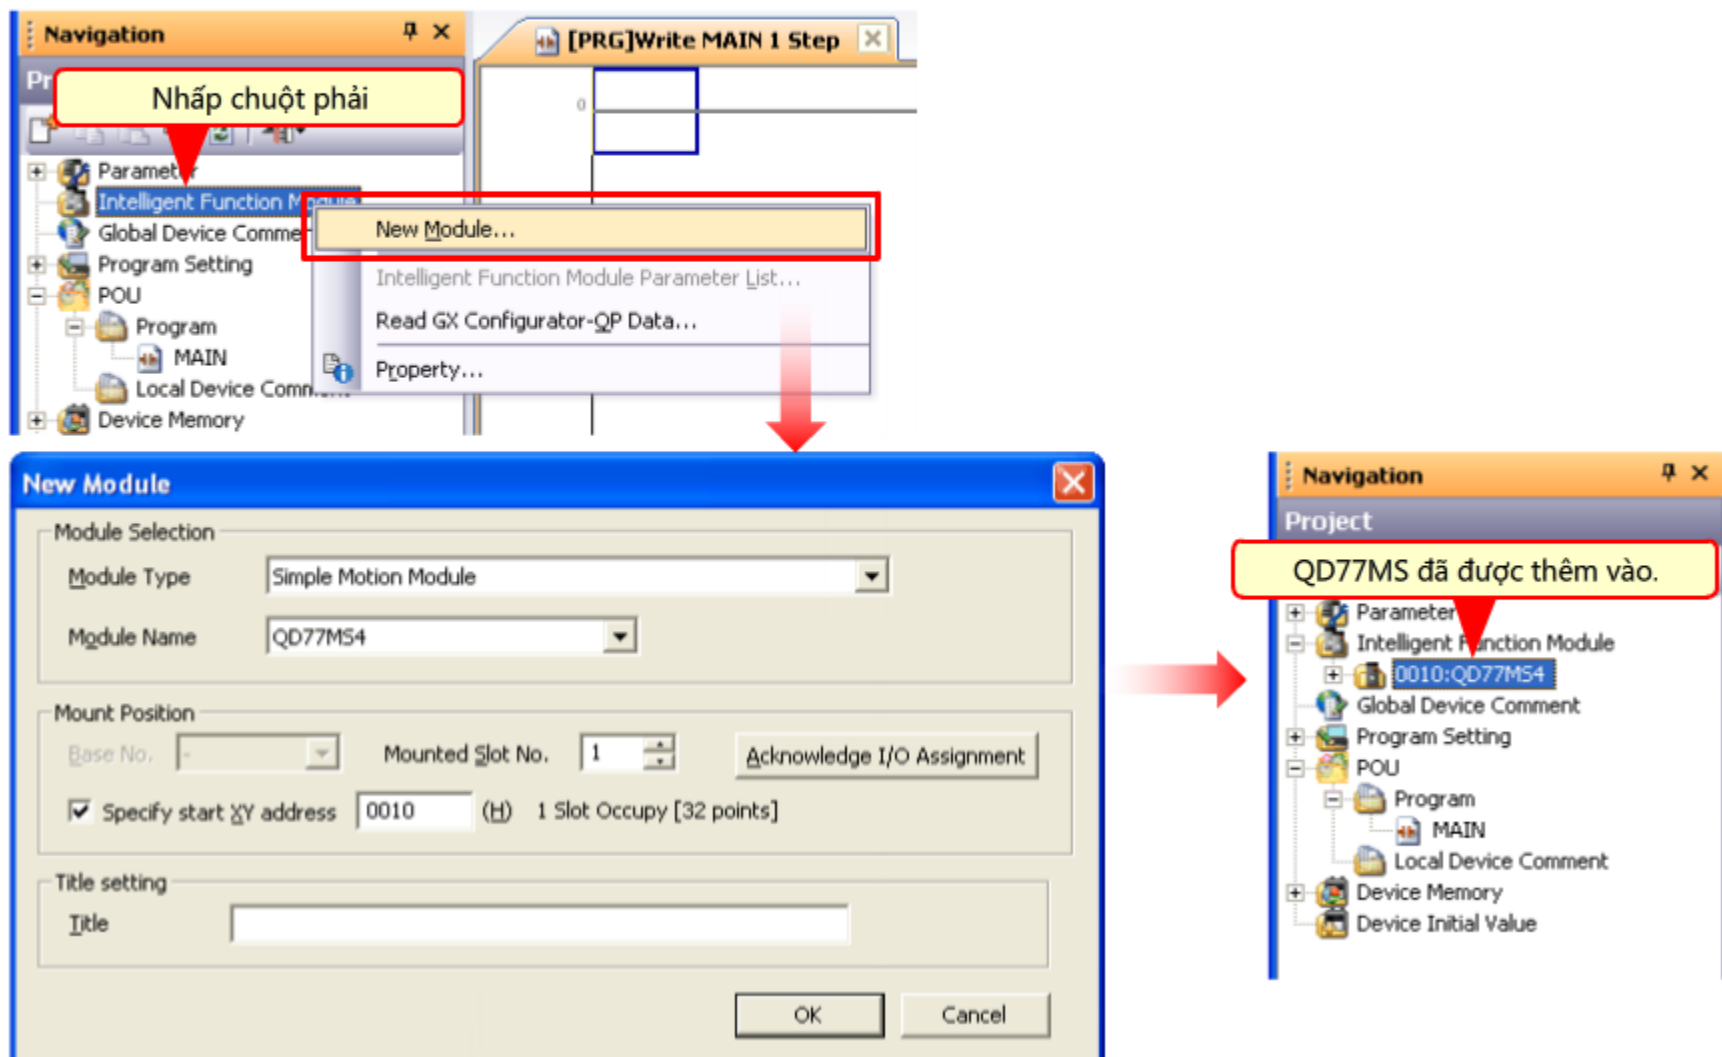 Navigation
[PRG]Write MAIN 1 Step
Pr
Nhấp chuột phải
0
Parameter
Intelligent Function Module
New Module...
Global Device Commen
Intelligent Function Module Parameter List...
Program Setting
POU
Read GX Configurator-QP Data...
Program
MAIN
Property...
Local Device Comment
Device Memory
New Module
Module Selection
Module Type
Simple Motion Module
Module Name
QD77MS4
Mount Position
Base No.
-
Mounted Slot No.
1
Acknowledge I/O Assignment
Specify start XY address
0010
(H)
1 Slot Occupy [32 points]
Title setting
Title
OK
Cancel
Navigation
Project
QD77MS đã được thêm vào.
Parameter
Intelligent Function Module
0010:QD77MS4
Global Device Comment
Program Setting
POU
Program
MAIN
Local Device Comment
Device Memory
Device Initial Value